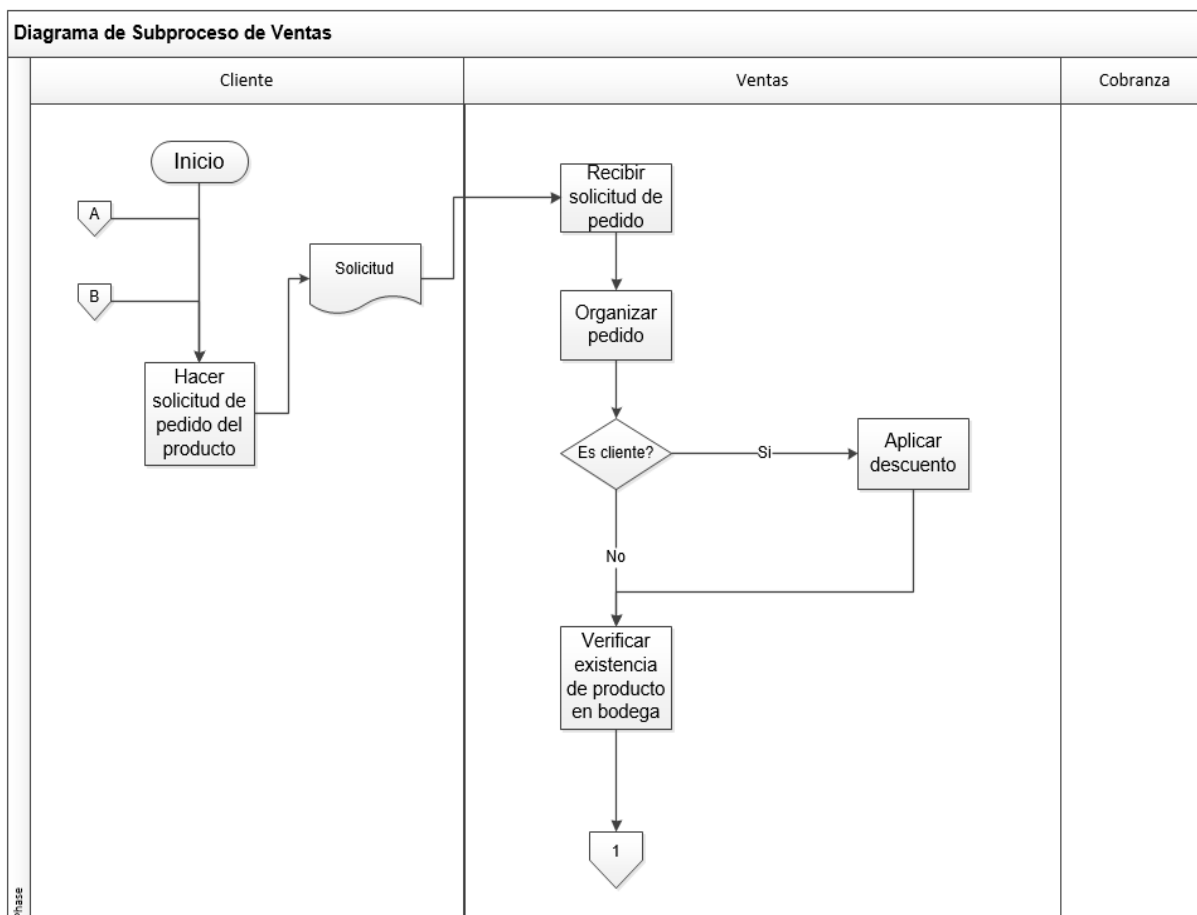 Diagrama de Subproceso de Ventas
Cliente
Ventas
Cobranza
Inicio
A
B
Hacer
solicitud de
pedido del
producto
Solicitud
Recibir
solicitud de
pedido
Organizar
pedido
Es cliente?
Si
Aplicar
descuento
No
Verificar
existencia
de producto
en bodega
1
Phase